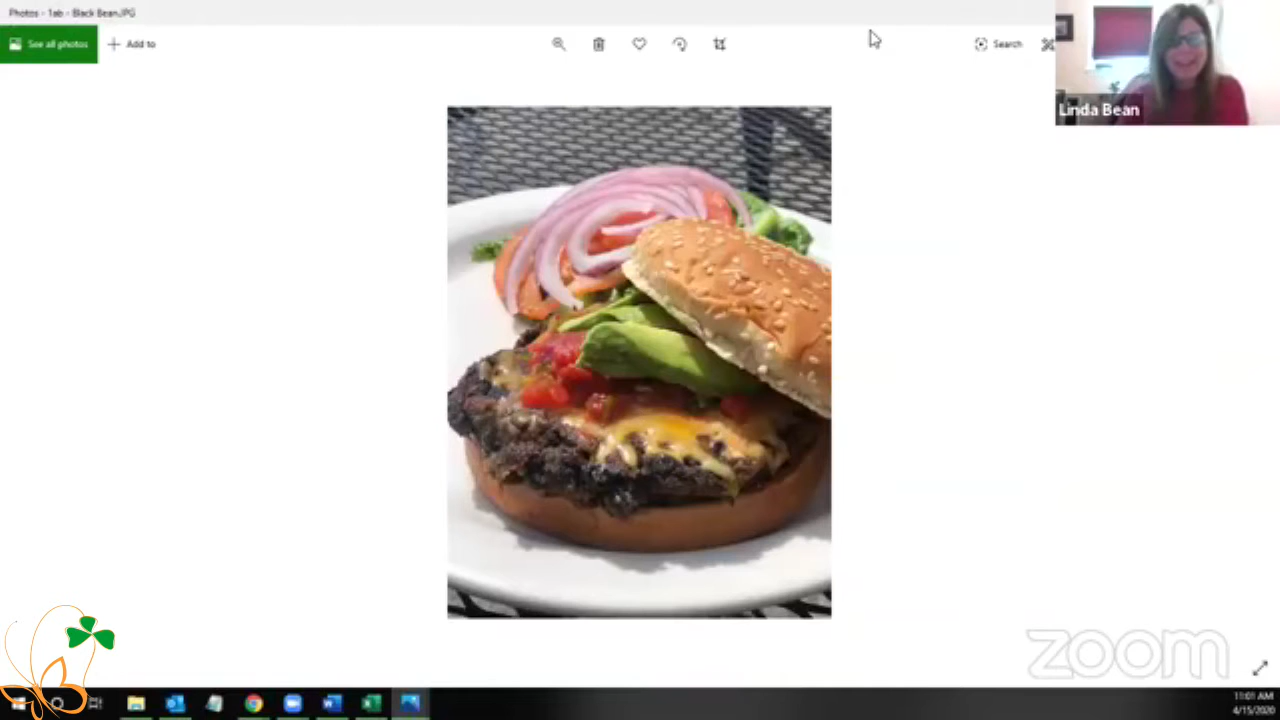 Photos - 1ab - Black Bean.JPG
See all photos
Add to
Search
Linda Bean
zoom
11:01 AM
4/15/2020